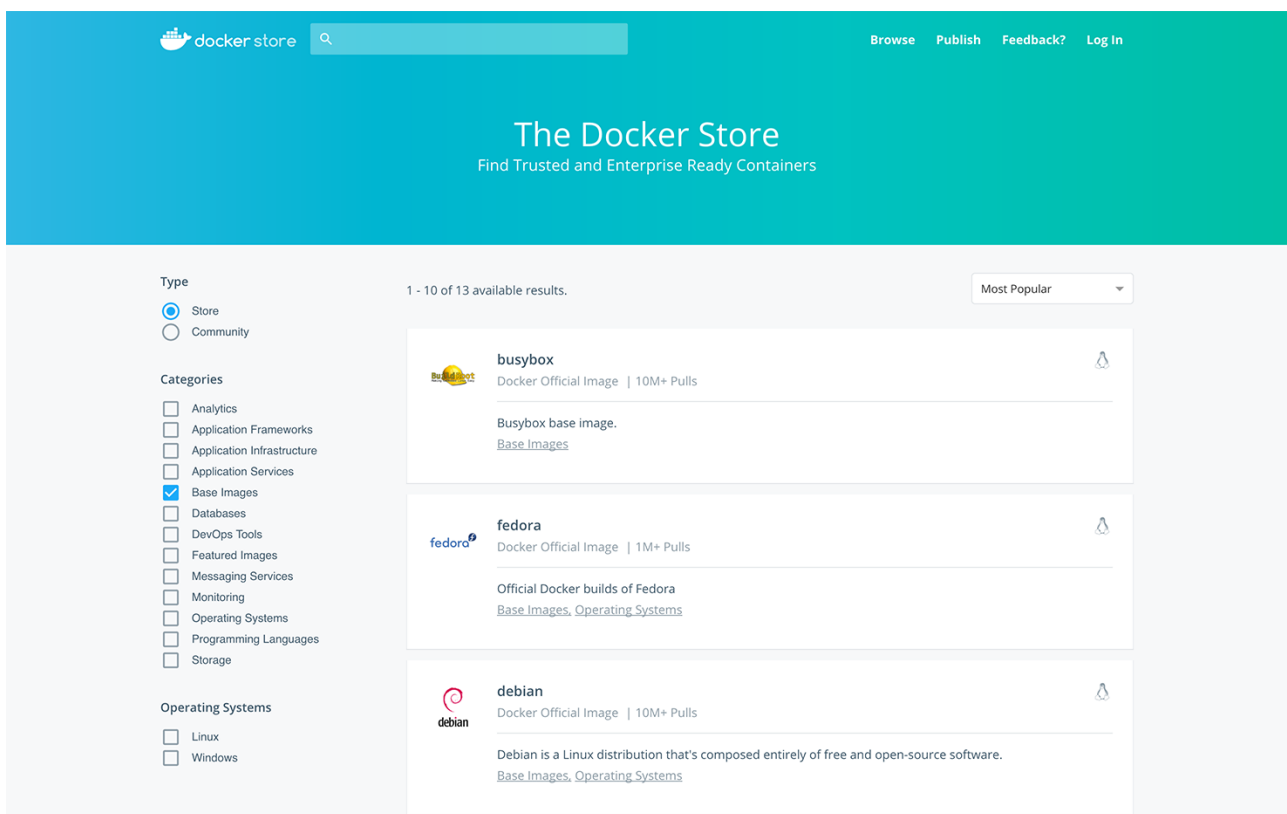 docker store
Browse Publish Feedback? Log In
The Docker Store
Find Trusted and Enterprise Ready Containers
Type
Store
Community
Categories
Analytics
Application Frameworks
Application Infrastructure
Application Services
Base Images
Databases
DevOps Tools
Featured Images
Messaging Services
Monitoring
Operating Systems
Programming Languages
Storage
Operating Systems
Linux
Windows
1 - 10 of 13 available results.
Most Popular
busybox
Docker Official Image | 10M+ Pulls
Busybox base image.
Base Images
fedora
fedora
Docker Official Image | 1M+ Pulls
Official Docker builds of Fedora
Base Images, Operating Systems
debian
debian
Docker Official Image | 10M+ Pulls
Debian is a Linux distribution that's composed entirely of free and open-source software.
Base Images, Operating Systems